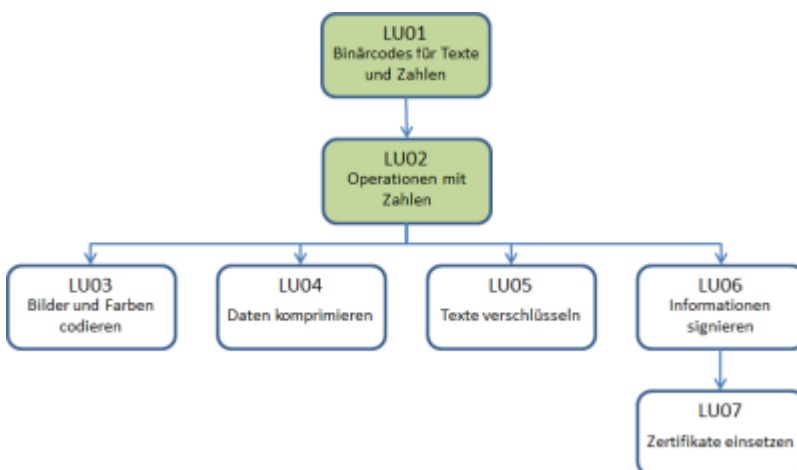 LU01
Binärcodes für Texte
und Zahlen
LU02
Operationen mit
Zahlen
LU03
Bilder und Farben
codieren
LU04
Daten komprimieren
LU05
Texte verschlüsseln
LU06
Informationen
signieren
LU07
Zertifikate einsetzen